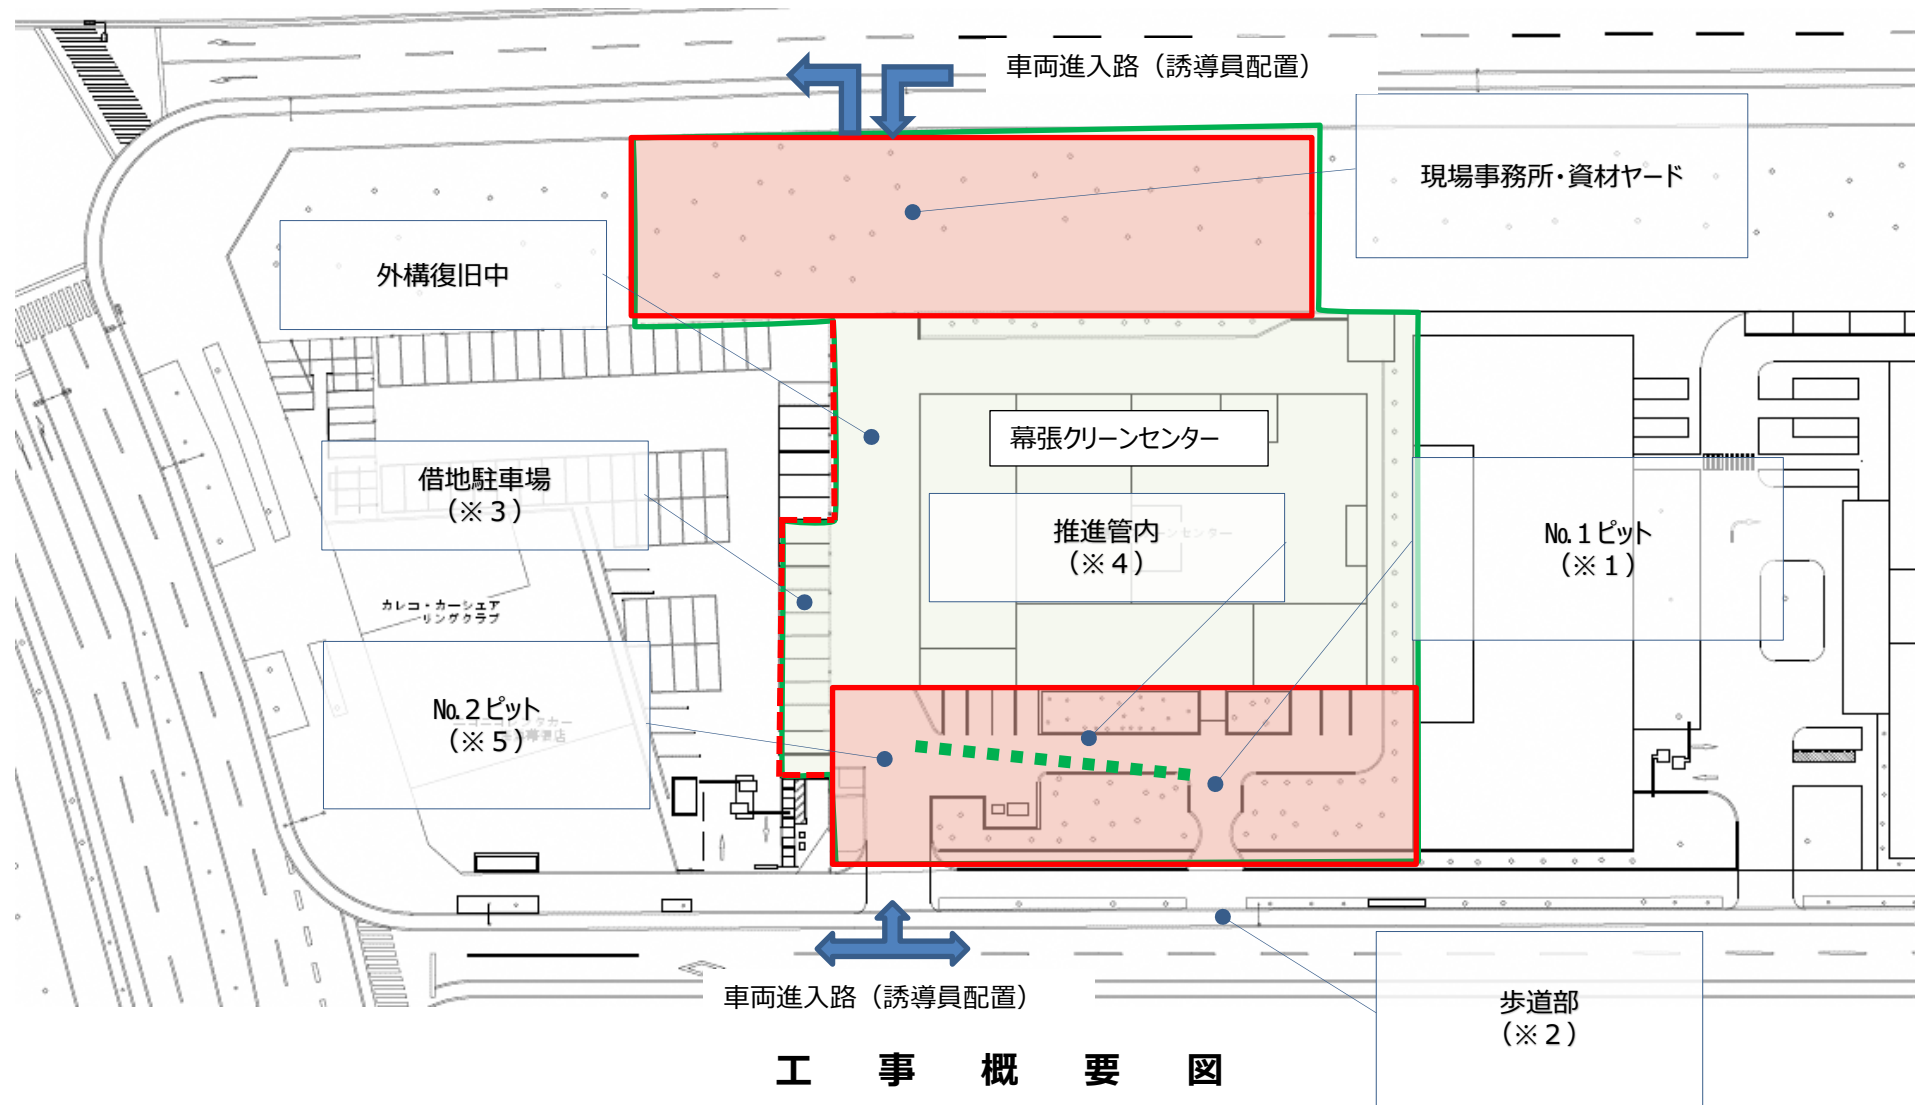 車両進入路（誘導員配置）
現場事務所・資材ヤード
外構復旧中
幕張クリーンセンター
借地駐車場
（※３）
推進管内
（※４）
№１ピット
（※１）
カレコ・カーシェア
リングクラブ
№２ピット
（※５）
車両進入路（誘導員配置）
歩道部
（※２）
工事概要図